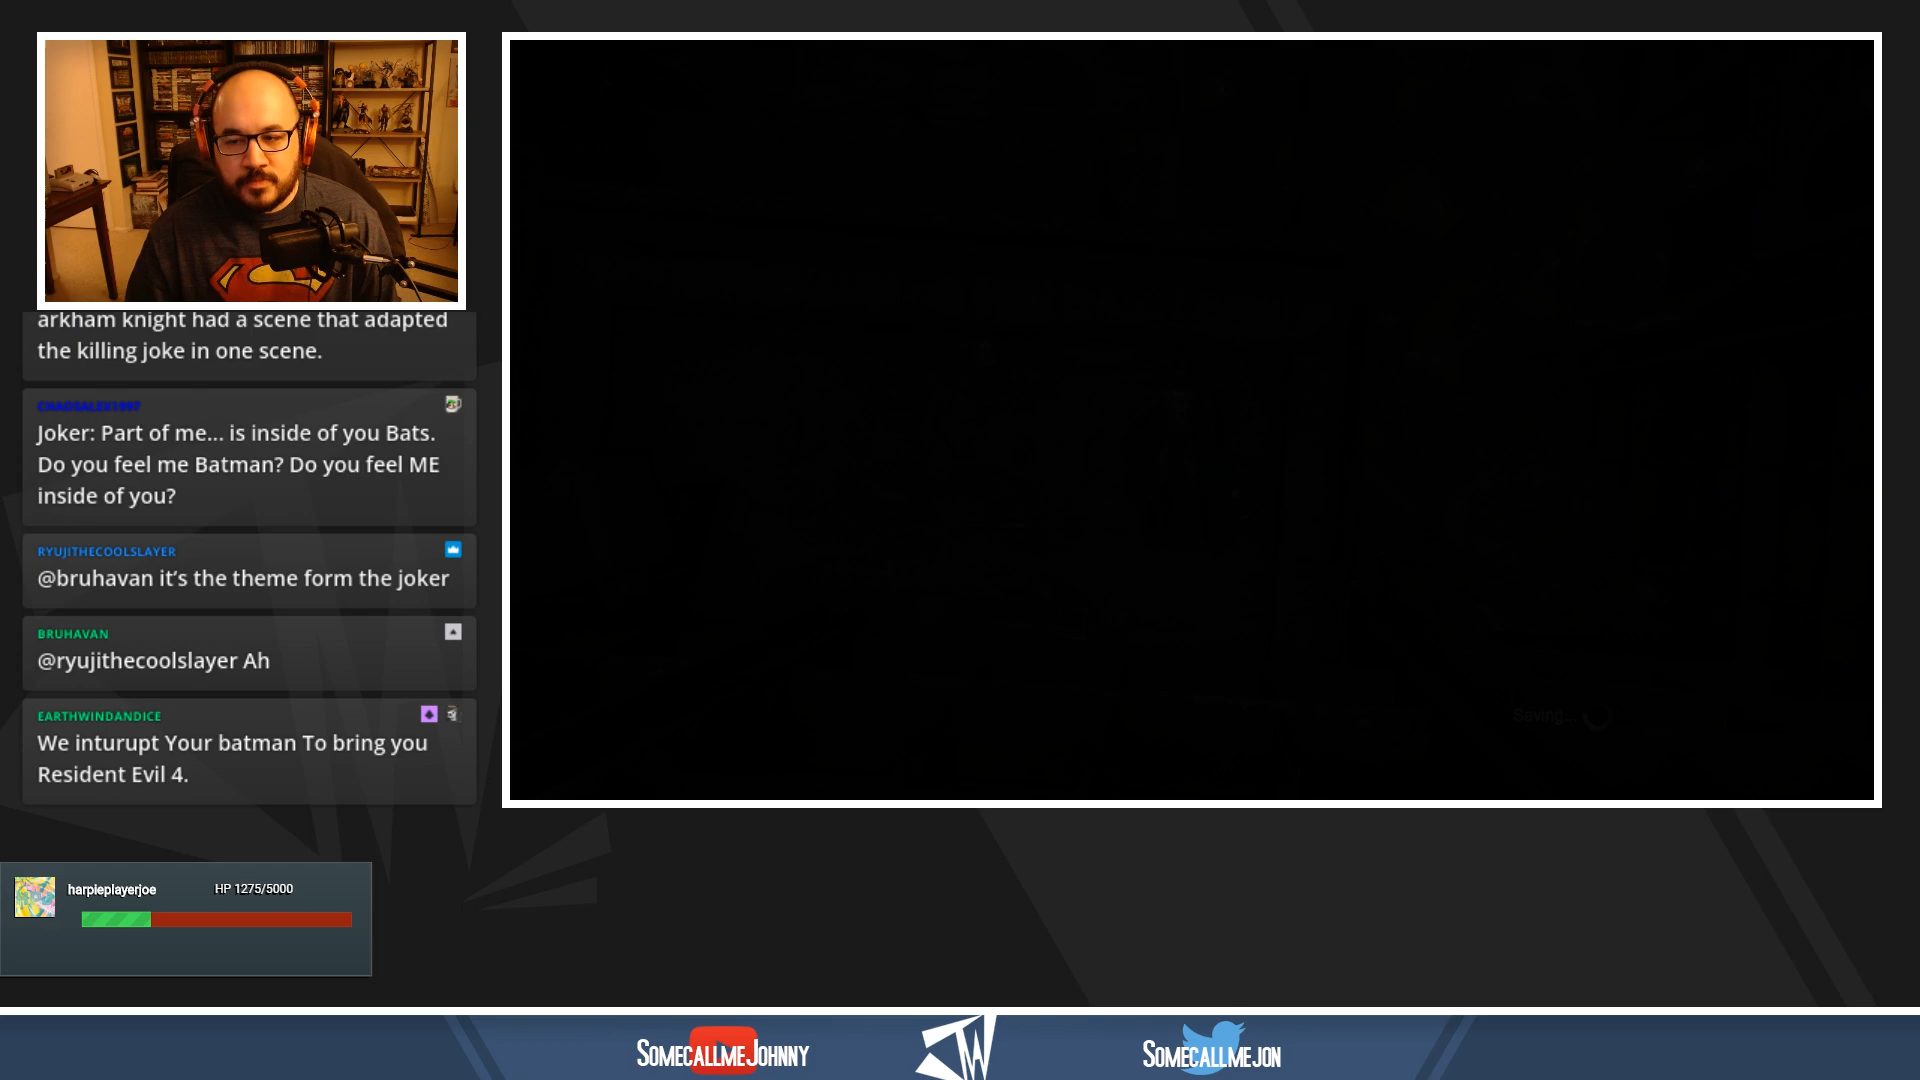 arkham knight had a scene that adapted
the killing joke in one scene.
CHAOSALEX1997
Joker: Part of me... is inside of you Bats.
Do you feel me Batman? Do you feel ME
inside of you?
RYUJITHECOOLSLAYER
@bruhavan it’s the theme form the joker
BRUHAVAN
@ryujithecoolslayer Ah
EARTHWINDANDICE
We inturupt Your batman To bring you
Resident Evil 4.
Saving...
harpieplayerjoe HP 1275/5000
SOMECALLMEJOHNNY
SOMECALLMEJON